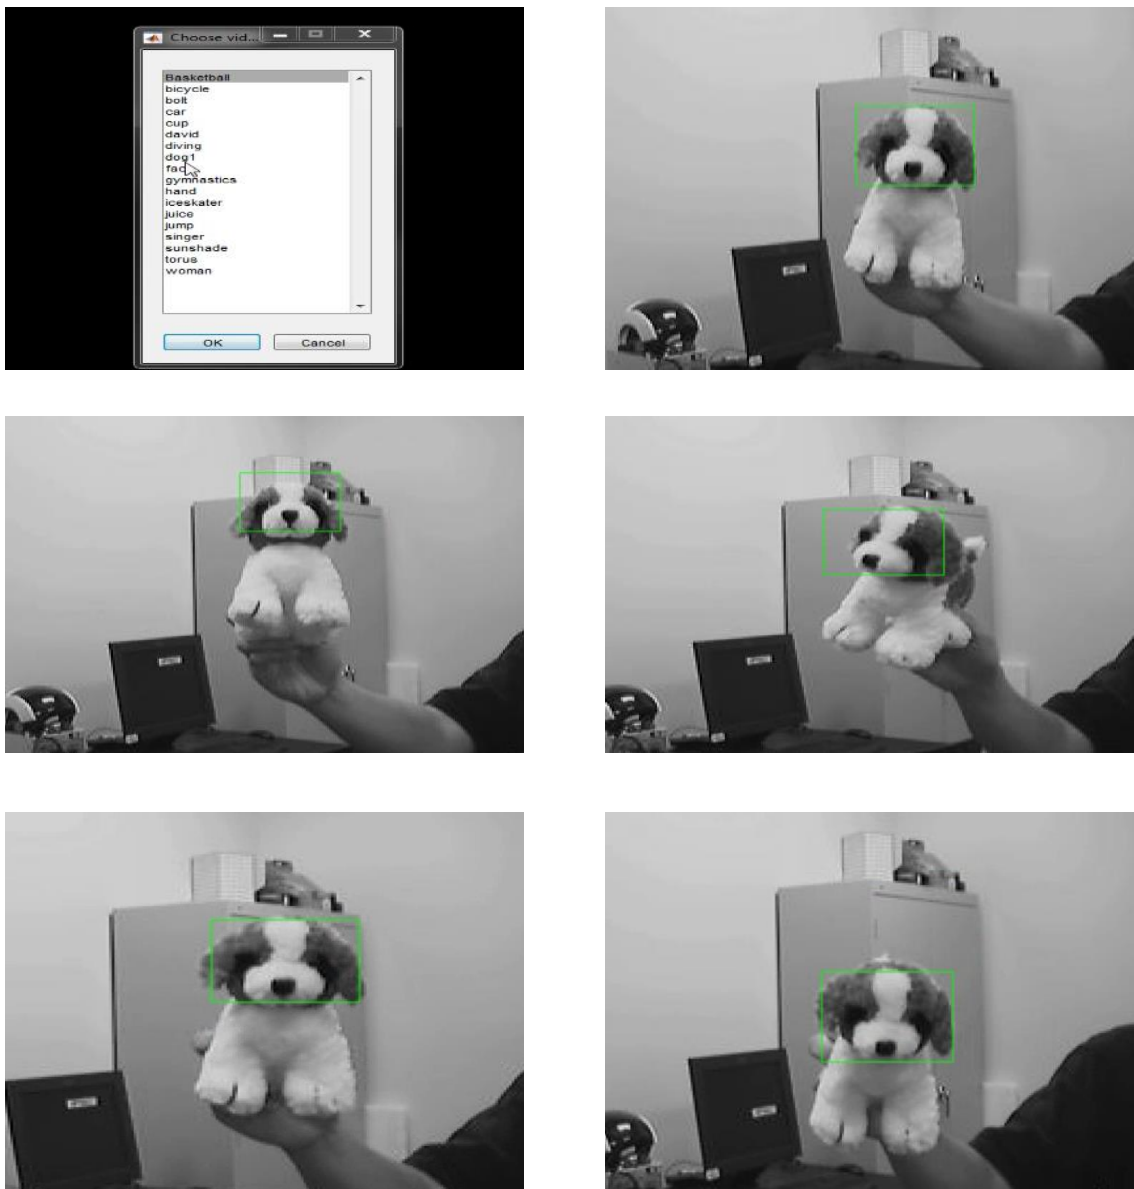 Choose vid...
Basketball
bicycle
bolt
car
cup
david
diving
dog1
gymnastics
hand
iceskater
juice
jump
singer
sunshade
torus
woman
OK
Cancel